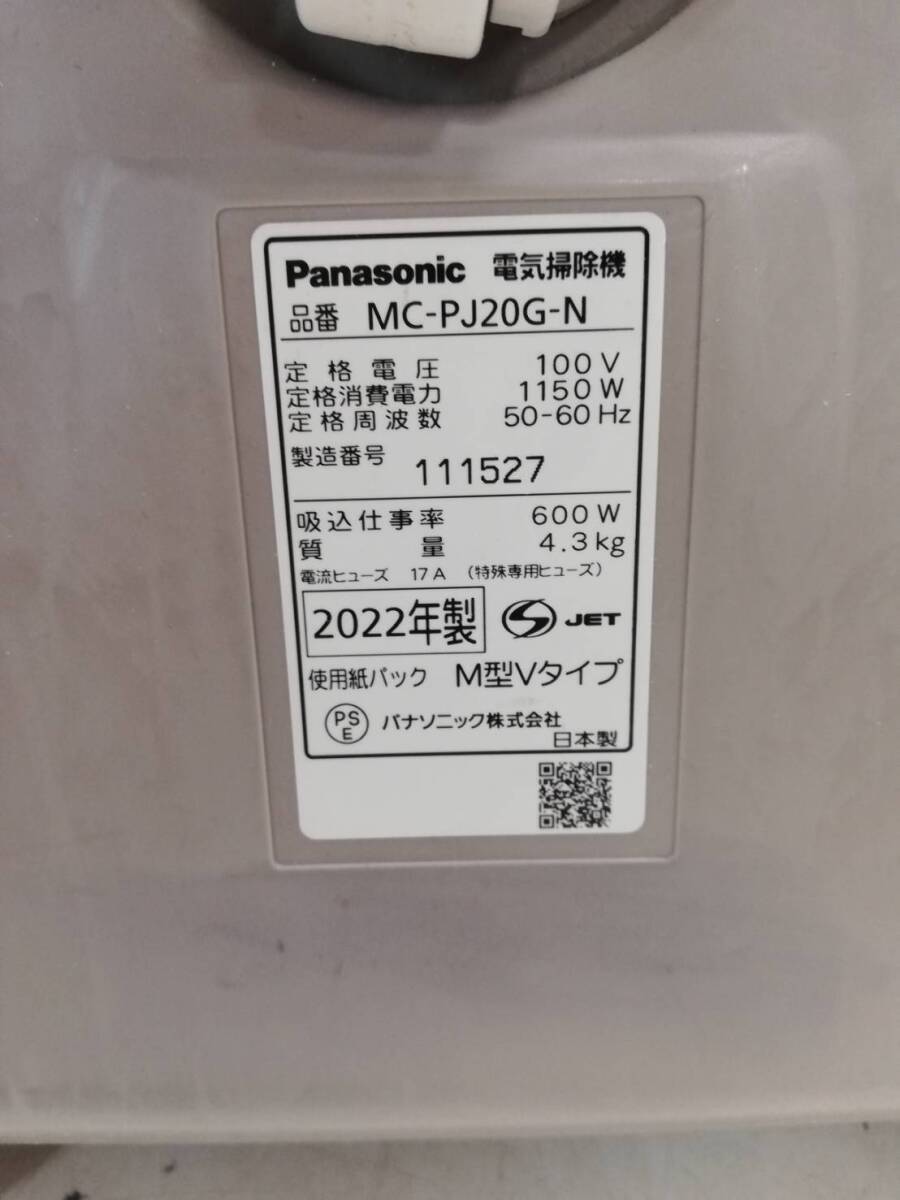 Panasonic 電気掃除機
品番 MC-PJ20G-N
定格電圧 100V
定格消費電力 1150W
定格周波数 50-60Hz
製造番号 111527
吸込仕事率 600W
質量 4.3kg
電流ヒューズ 17A (特殊専用ヒューズ)
2022年製 S JET
使用紙パック M型Vタイプ
PS E パナソニック株式会社
日本製